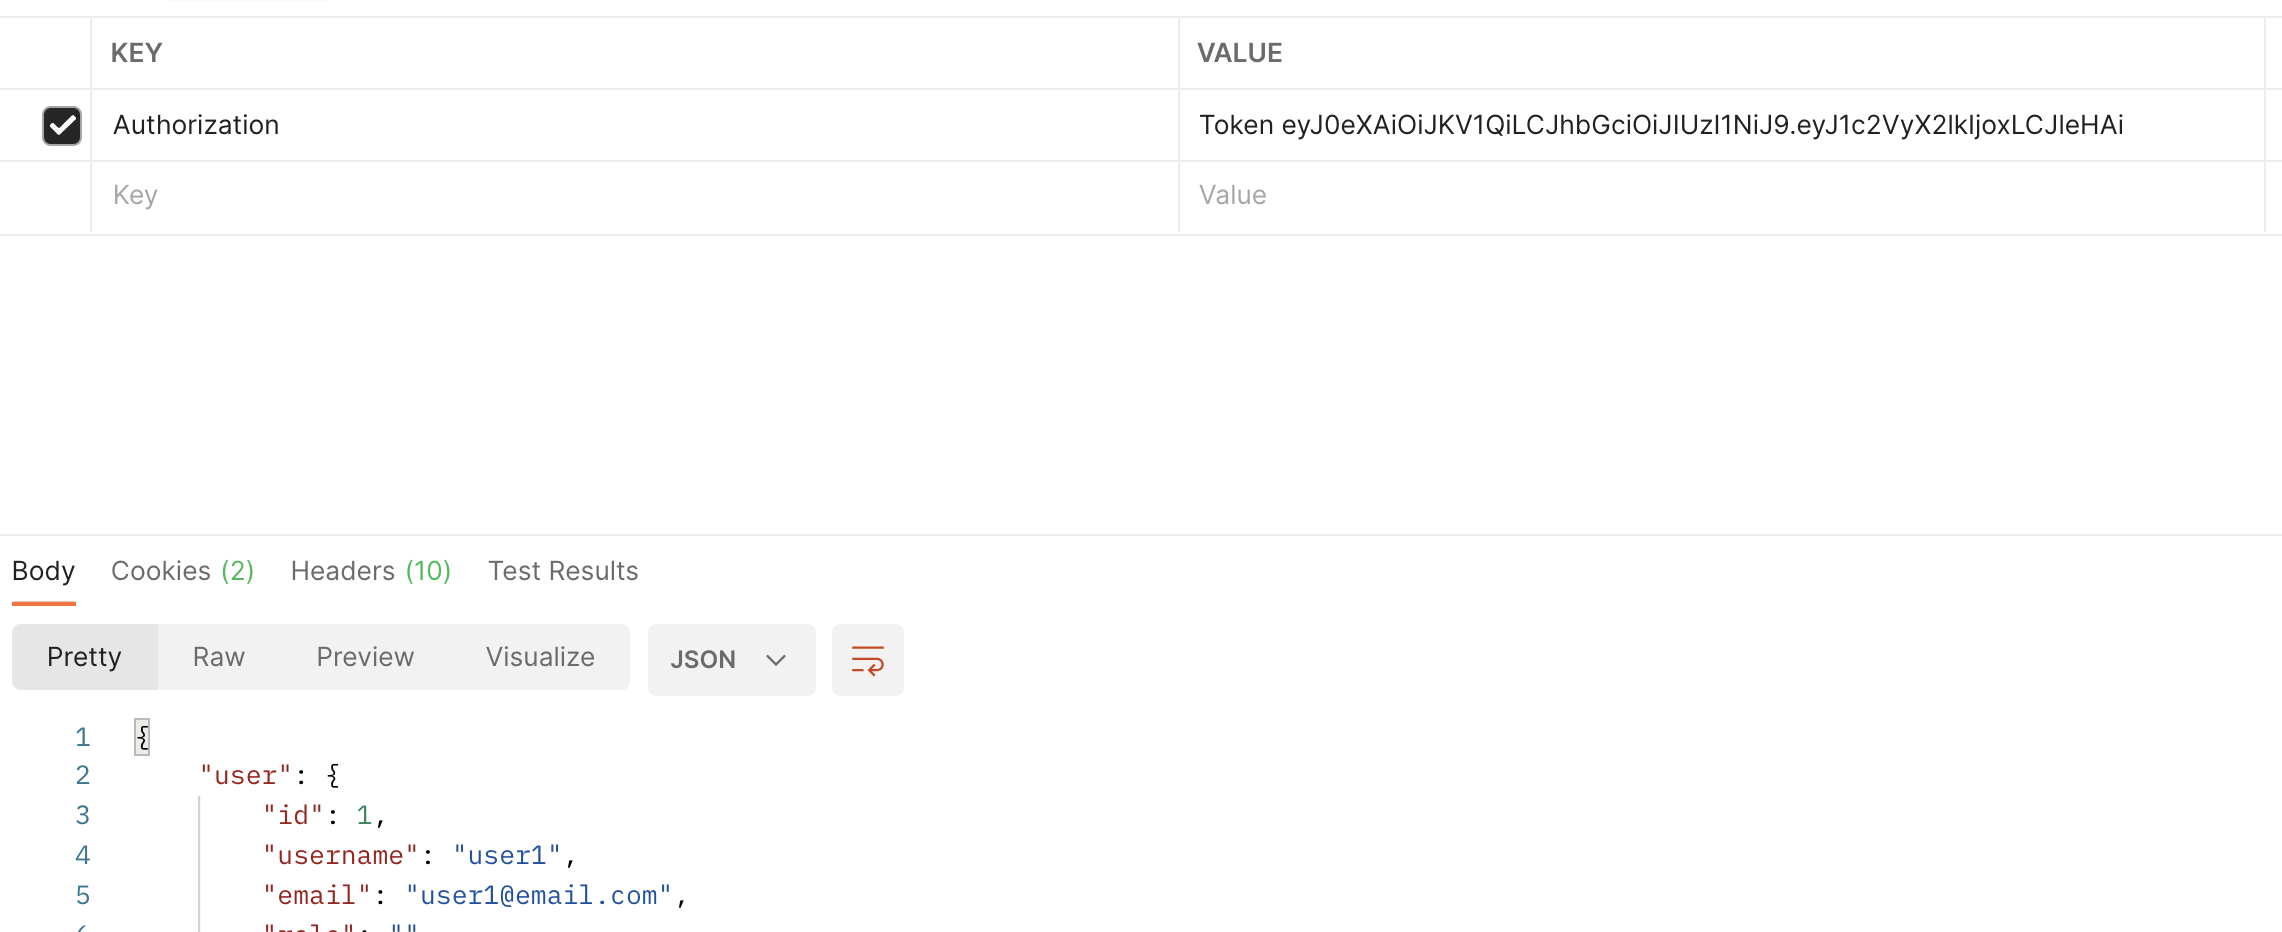 KEY VALUE
Authorization Token eyJ0eXAiOiJKV1QiLCJhbGciOiJIUzI1NiJ9.eyJ1c2VyX2lkIjoxLCJleHAi
Key Value
Body Cookies (2) Headers (10) Test Results
Pretty Raw Preview Visualize JSON
1 {
2 "user": {
3 "id": 1,
4 "username": "user1",
5 "email": "user1@email.com",